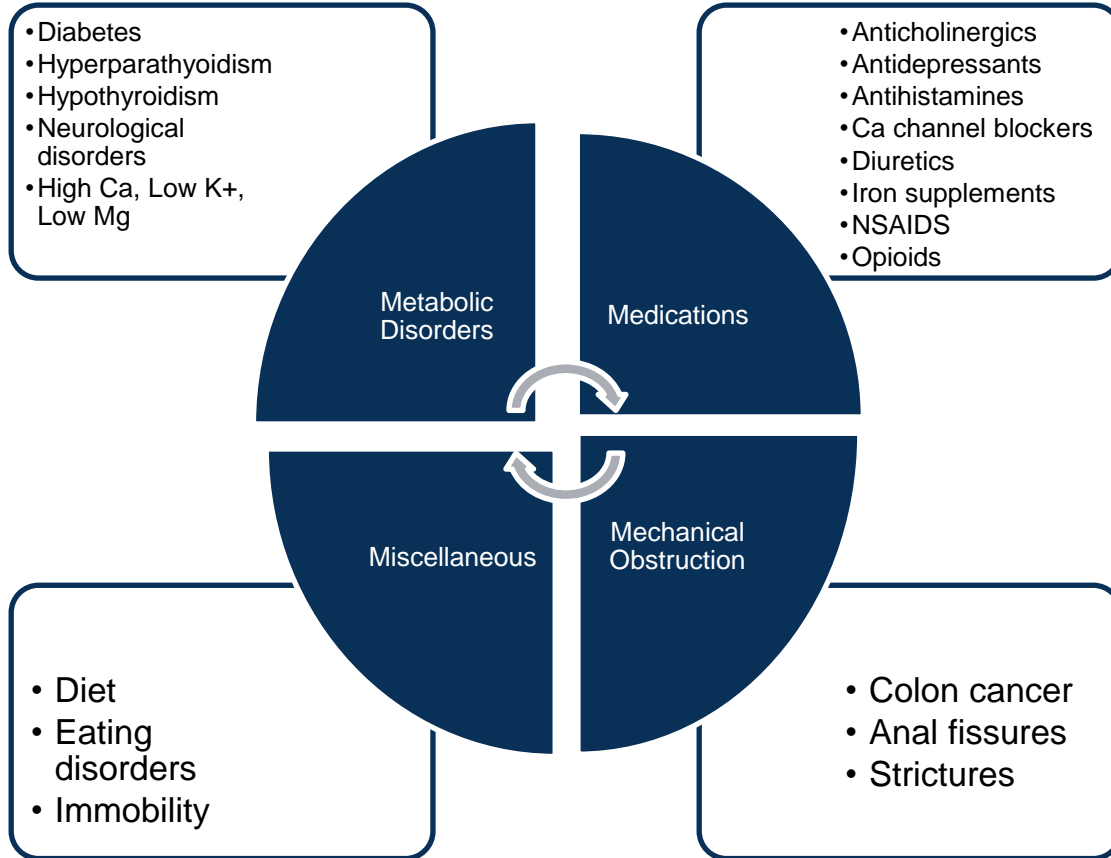 •Diabetes
•Hyperparathyoidism
•Hypothyroidism
•Neurological
disorders
•High Ca, Low K+,
Low Mg
•Anticholinergics
•Antidepressants
•Antihistamines
•Ca channel blockers
•Diuretics
•Iron supplements
•NSAIDS
•Opioids
Metabolic
Disorders
Medications
Miscellaneous
Mechanical
Obstruction
• Diet
• Eating
disorders
• Immobility
• Colon cancer
• Anal fissures
• Strictures